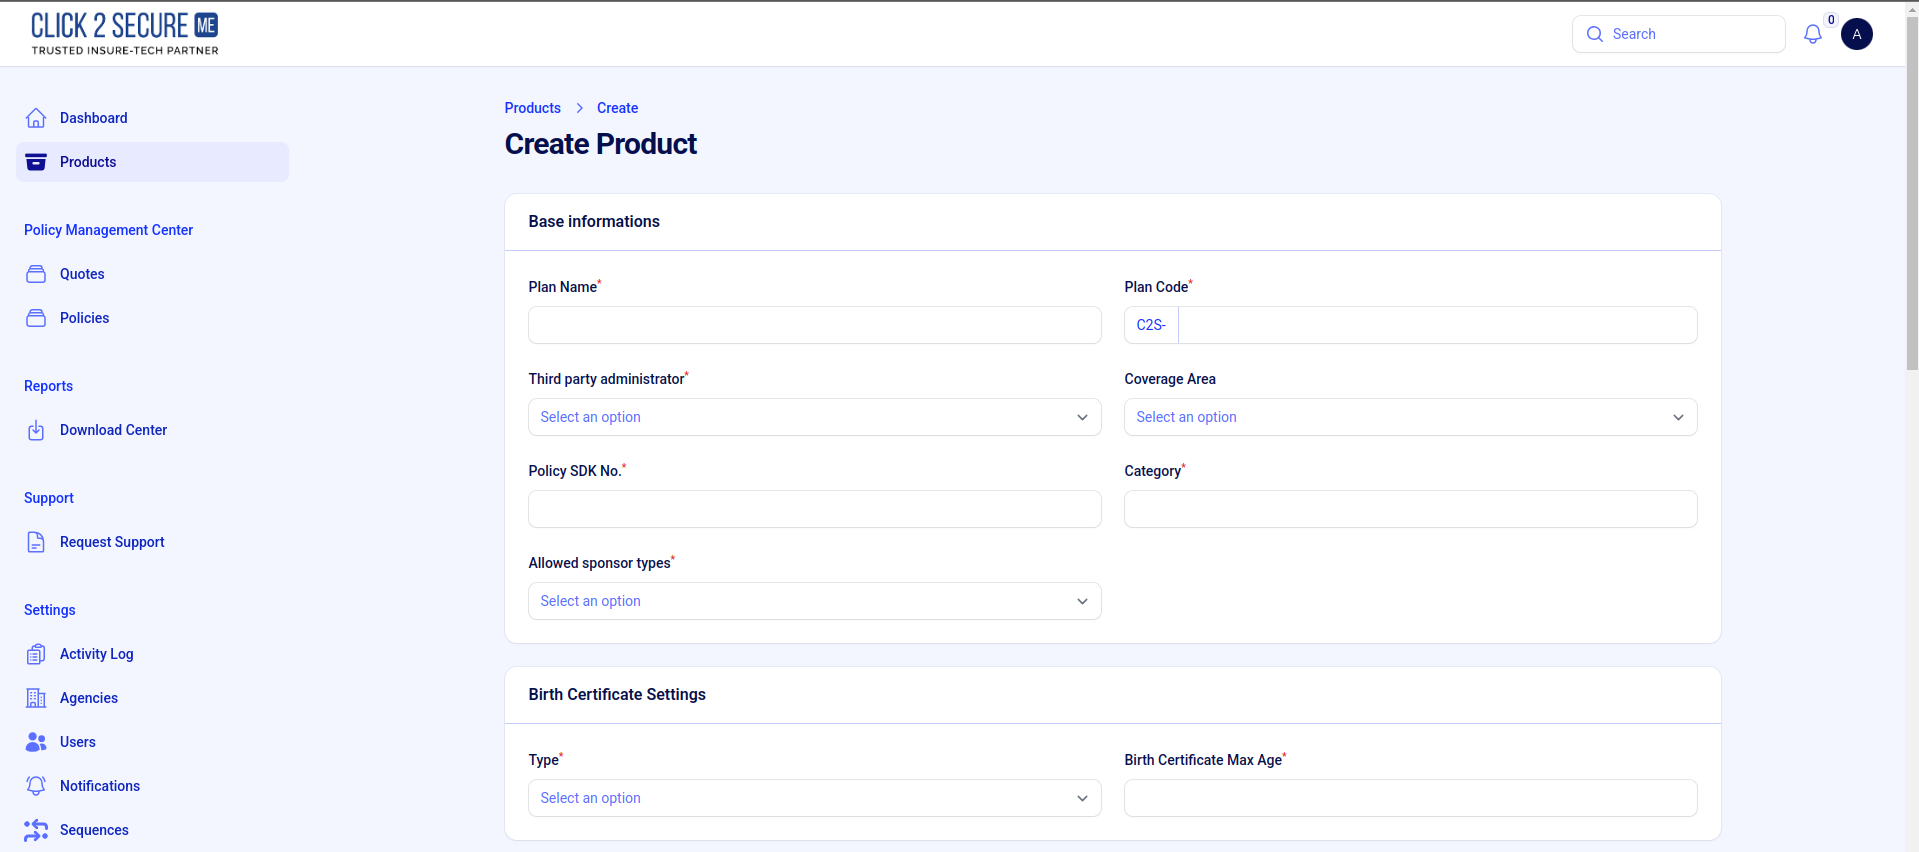 CLICK 2 SECURE ME
TRUSTED INSURE-TECH PARTNER
Search
0
A
Dashboard
Products
Policy Management Center
Quotes
Policies
Reports
Download Center
Support
Request Support
Settings
Activity Log
Agencies
Users
Notifications
Sequences
Products > Create
Create Product
Base informations
Plan Name*
Plan Code*
C2S-
Third party administrator*
Coverage Area
Select an option
Select an option
Policy SDK No.*
Category*
Allowed sponsor types*
Select an option
Birth Certificate Settings
Type*
Birth Certificate Max Age*
Select an option